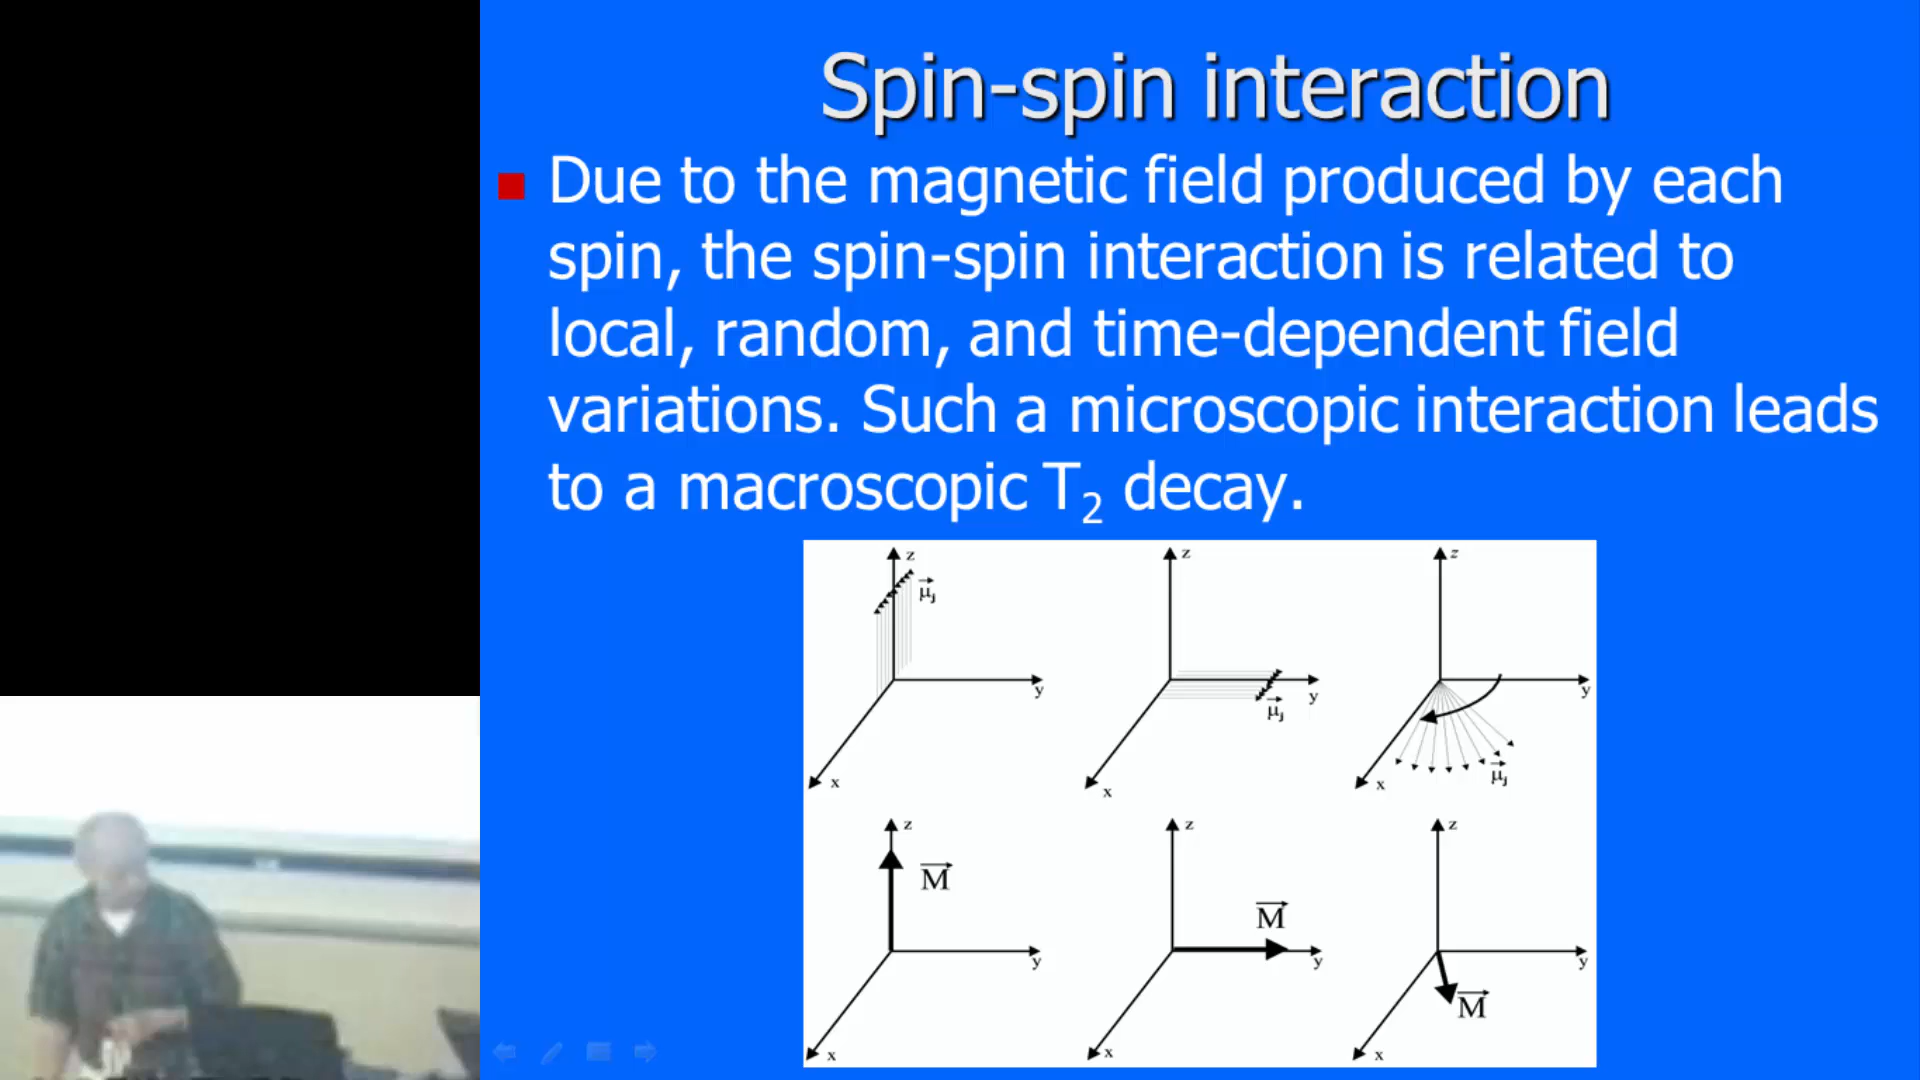 Spin-spin interaction
Due to the magnetic field produced by each
spin, the spin-spin interaction is related to
local, random, and time-dependent field
variations. Such a microscopic interaction leads
to a macroscopic T₂ decay.
z
μⱼ
y
x
z
μⱼ
y
x
z
μⱼ
y
x
z
M
y
x
z
M
y
x
z
M
y
x